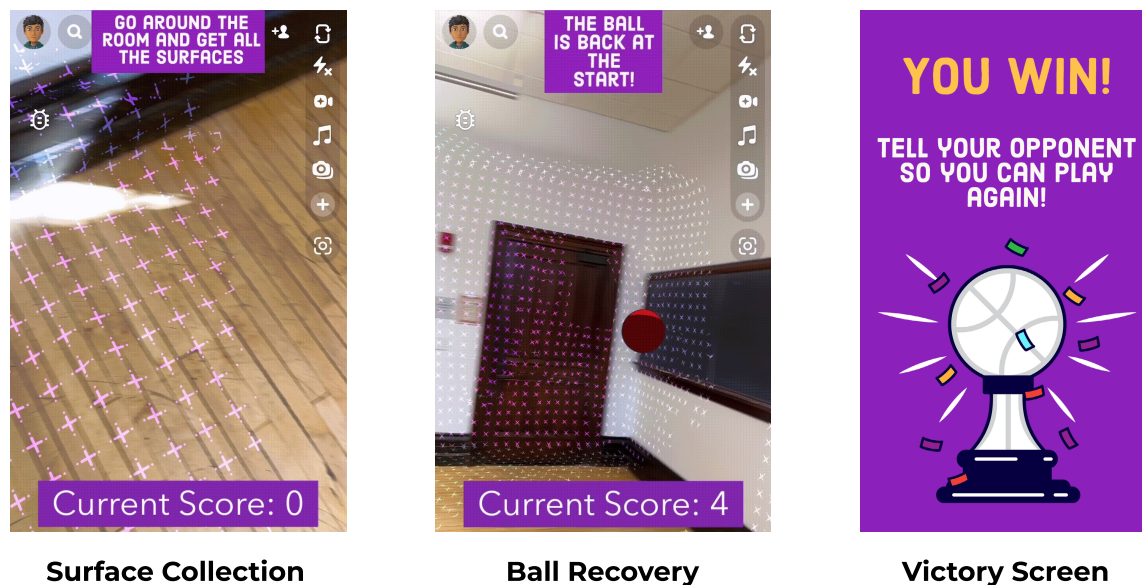 GO AROUND THE
ROOM AND GET ALL
THE SURFACES
Current Score: 0
Surface Collection
THE BALL
IS BACK AT
THE
START!
Current Score: 4
Ball Recovery
YOU WIN!
TELL YOUR OPPONENT
SO YOU CAN PLAY
AGAIN!
Victory Screen